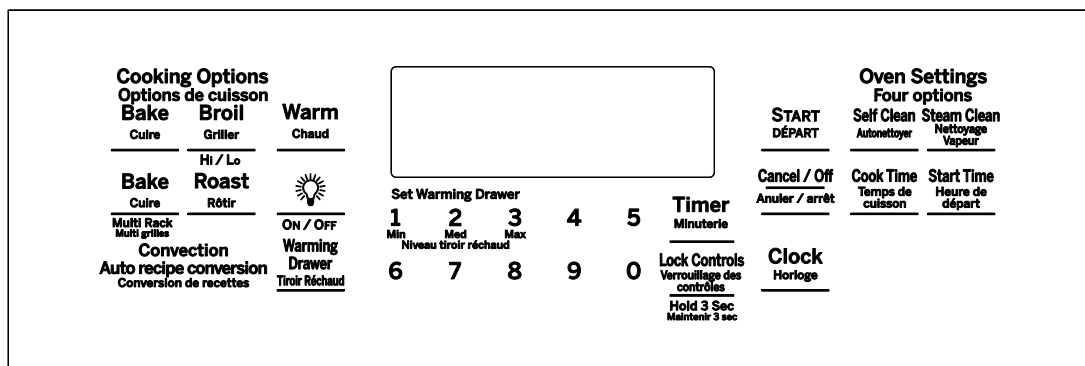 Cooking Options
Options de cuisson
Bake
Cuire
Broil
Griller
Hi / Lo
Warm
Chaud
Bake
Cuire
Multi Rack
Multi grilles
Roast
Rôtir
ON / OFF
Convection
Auto recipe conversion
Conversion de recettes
Warming
Drawer
Tiroir Réchaud
Set Warming Drawer
1 2 3 4 5
Min Med Max
Niveau tiroir réchaud
6 7 8 9 0
Timer
Minuterie
Lock Controls
Verrouillage des
contrôles
Hold 3 Sec
Maintenir 3 sec
START
DÉPART
Cancel / Off
Anuler / arrêt
Clock
Horloge
Oven Settings
Four options
Self Clean
Autonettoyer
Steam Clean
Nettoyage
Vapeur
Cook Time
Temps de
cuisson
Start Time
Heure de
départ